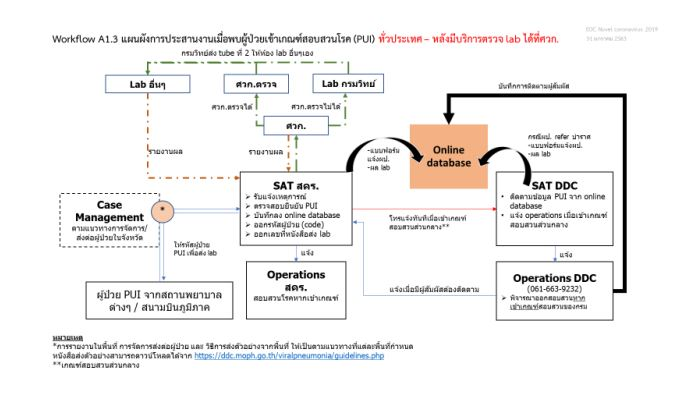 Workflow A1.3 แผนผังการประสานงานเมื่อพบผู้ป่วยเข้าเกณฑ์สอบสวนโรค (PUI) ทั่วประเทศ – หลังมีบริการตรวจ lab ได้ที่ศวก.
DDC Novel coronavirus 2019
31 มกราคม 2563
กรมวิทย์ส่ง tube ที่ 2 ให้ห้อง lab อื่นๆเอง
Lab อื่นๆ
ศวก.ตรวจ
Lab กรมวิทย์
ศวก.ตรวจได้
ศวก.ตรวจไม่ได้
ศวก.
รายงานผล
รายงานผล
บันทึกการติดตามผู้สัมผัส
-แบบฟอร์ม
แจ้งผป.
-ผล lab
Online
database
กรณีผป. refer ปาราศ
-แบบฟอร์มแจ้งผป.
-ผล lab
Case
Management
ตามแนวทางการจัดการ/
ส่งต่อผู้ป่วยในจังหวัด
*
SAT สคร.
➢ รับแจ้งเหตุการณ์
➢ ตรวจสอบยืนยัน PUI
➢ บันทึกลง online database
➢ ออกรหัสผู้ป่วย (code)
➢ ออกเลขที่หนังสือส่ง lab
โทรแจ้งทันทีเมื่อเข้าเกณฑ์
สอบสวนส่วนกลาง**
SAT DDC
• ติดตามข้อมูล PUI จาก online
database
• แจ้ง operations เมื่อเข้าเกณฑ์
สอบสวนส่วนกลาง
ให้รหัสผู้ป่วย
PUI เพื่อส่ง lab
แจ้ง
แจ้ง
ผู้ป่วย PUI จากสถานพยาบาล
ต่างๆ / สนามบินภูมิภาค
Operations
สคร.
สอบสวนโรคหากเข้าเกณฑ์
แจ้งเมื่อมีผู้สัมผัสต้องติดตาม
Operations DDC
(061-663-9232)
➢ พิจารณาออกสอบสวนหาก
เข้าเกณฑ์สอบสวนของกรม
หมายเหตุ
*การรายงานในพื้นที่ การจัดการส่งต่อผู้ป่วย และ วิธีการส่งตัวอย่างจากพื้นที่ ให้เป็นตามแนวทางที่แต่ละพื้นที่กำหนด
หนังสือส่งตัวอย่างสามารถดาวน์โหลดได้จาก https://ddc.moph.go.th/viralpneumonia/guidelines.php
**เกณฑ์สอบสวนส่วนกลาง